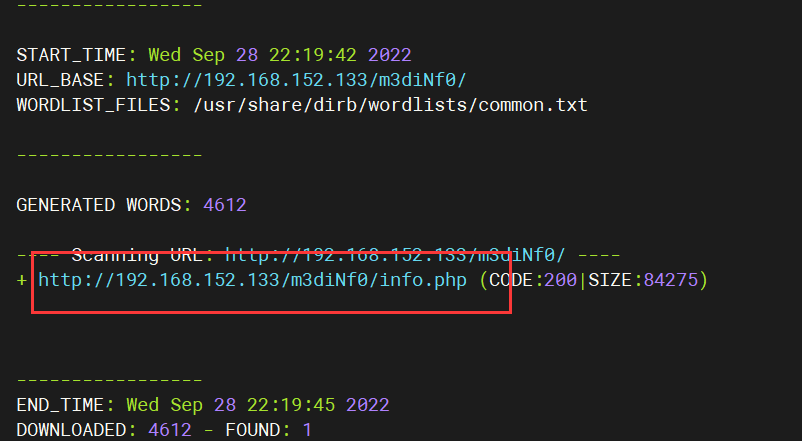 -----------------
START_TIME: Wed Sep 28 22:19:42 2022
URL_BASE: http://192.168.152.133/m3diNf0/
WORDLIST_FILES: /usr/share/dirb/wordlists/common.txt
-----------------
GENERATED WORDS: 4612
---- Scanning URL: http://192.168.152.133/m3diNf0/ ----
+ http://192.168.152.133/m3diNf0/info.php (CODE:200|SIZE:84275)
-----------------
END_TIME: Wed Sep 28 22:19:45 2022
DOWNLOADED: 4612 - FOUND: 1